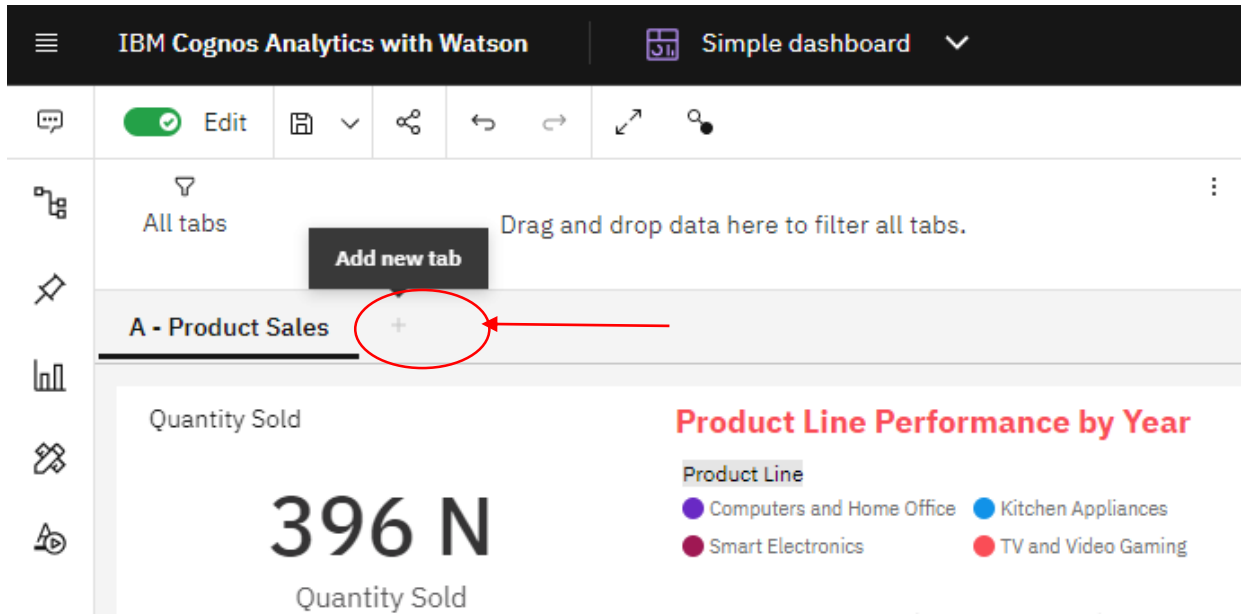 IBM Cognos Analytics with Watson
Simple dashboard
Edit
All tabs
Drag and drop data here to filter all tabs.
Add new tab
A - Product Sales
Quantity Sold
396 N
Quantity Sold
Product Line Performance by Year
Product Line
Computers and Home Office
Kitchen Appliances
Smart Electronics
TV and Video Gaming